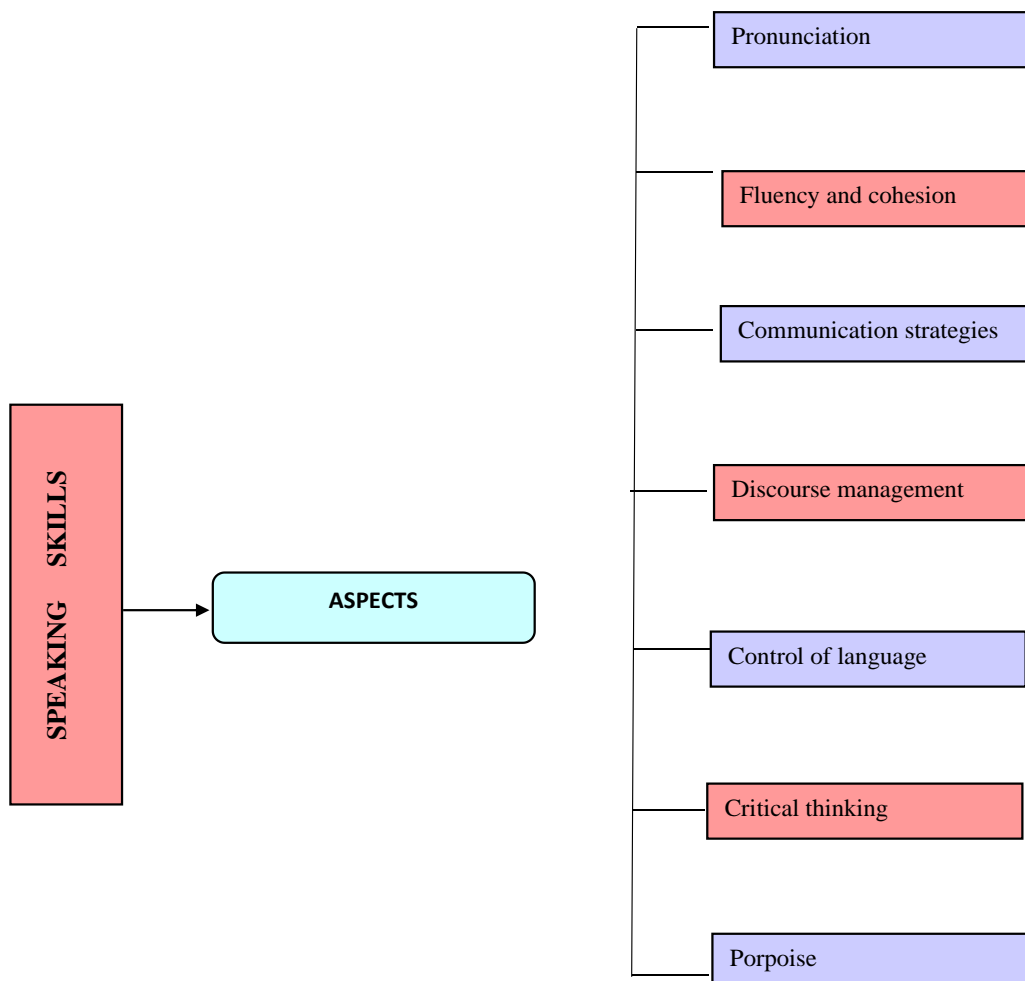 SPEAKING SKILLS
ASPECTS
Pronunciation
Fluency and cohesion
Communication strategies
Discourse management
Control of language
Critical thinking
Porpoise